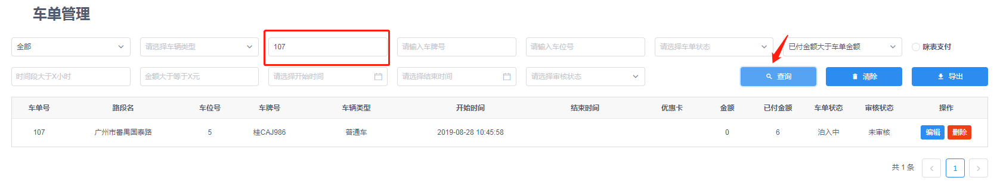 车单管理
全部 请选择车辆类型 107 请输入车牌号 请输入车位号 请选择车单状态 已付金额大于车单金额 咪表支付
时间段大于X小时 金额大于等于X元 请选择开始时间 请选择结束时间 请选择审核状态 查询 清除 导出
车单号 路段名 车位号 车牌号 车辆类型 开始时间 结束时间 优惠卡 金额 已付金额 车单状态 审核状态 操作
107 广州市番禺国泰路 5 桂CAJ986 普通车 2019-08-28 10:45:58 0 6 泊入中 未审核 编辑 删除
共 1 条 1